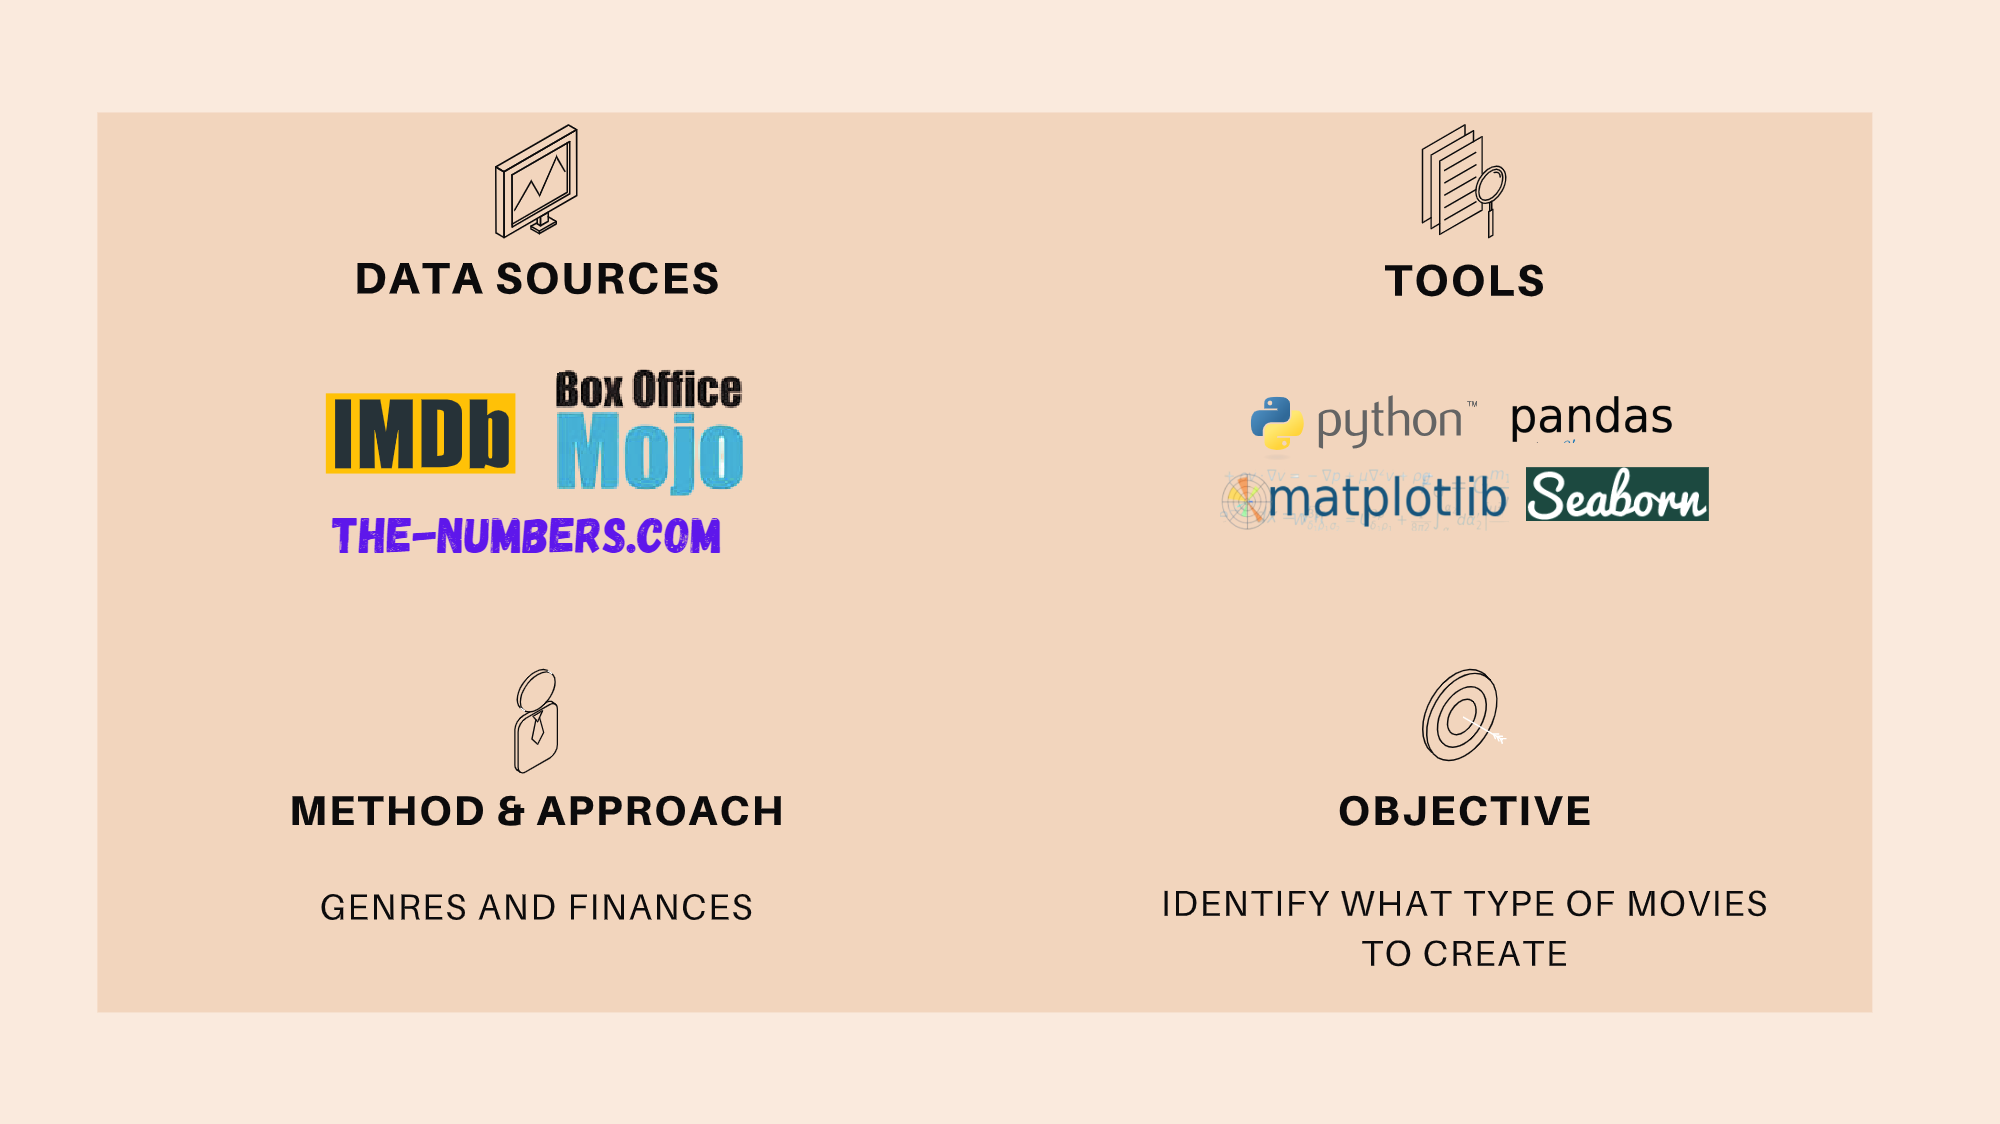 DATA SOURCES
IMDb
Box Office
Mojo
THE-NUMBERS.COM
TOOLS
python™
pandas
matplotlib
Seaborn
METHOD & APPROACH
GENRES AND FINANCES
OBJECTIVE
IDENTIFY WHAT TYPE OF MOVIES
TO CREATE